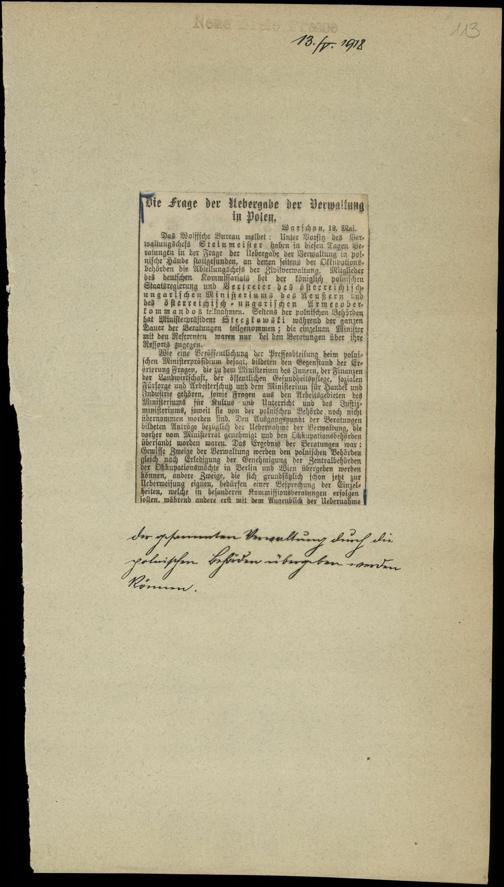 Neue Freie Presse
13./V. 1918
113
Die Frage der Uebergabe der Verwaltung
in Polen.
Warschau, 12. Mai.
Das Wolffsche Bureau meldet: Unter Vorsitz des Ver-
waltungschefs Steinmeister haben in diesen Tagen Be-
ratungen in der Frage der Uebergabe der Verwaltung in pol-
nische Hände stattgefunden, an denen seitens der Okkupations-
behörden die Abteilungschefs der Zivilverwaltung, Mitglieder
des deutschen Kommissariats bei der königlich polnischen
Staatsregierung und Vertreter des österreichisch-
ungarischen Ministeriums des Aeußern und
des österreichisch-ungarischen Armeeober-
kommandos teilnahmen. Seitens der polnischen Behörden
hat Ministerpräsident Steczkowski während der ganzen
Dauer der Beratungen teilgenommen; die einzelnen Minister
mit den Referenten waren nur bei den Beratungen über ihre
Ressorts zugegen.
Wie eine Veröffentlichung der Presseabteilung beim polni-
schen Ministerpräsidium besagt, bildeten den Gegenstand der Er-
örterung Fragen, die zu dem Ministerium des Innern, der Finanzen
der Landwirtschaft, der öffentlichen Gesundheitspflege, sozialen
Fürsorge und Arbeiterschutz und dem Ministerium für Handel und
Industrie gehören, sowie Fragen aus den Arbeitsgebieten des
Ministeriums für Kultus und Unterricht und des Justiz-
ministeriums, soweit sie von der polnischen Behörde noch nicht
übernommen worden sind. Den Ausgangspunkt der Beratungen
bildeten Anträge bezüglich der Uebernahme der Verwaltung, die
vorher vom Ministerrat genehmigt und den Okkupationsbehörden
übersandt worden waren. Das Ergebnis der Beratungen war:
Gewisse Zweige der Verwaltung werden den polnischen Behörden
gleich nach Erledigung der Genehmigung der Zentralbehörden
der Okkupationsmächte in Berlin und Wien übergeben werden
können, andere Zweige, die sich grundsätzlich schon jetzt zur
Ueberweisung eignen, bedürfen einer Besprechung der Einzel-
heiten, welche in besonderen Kommissionsberatungen erfolgen
sollen, während andere erst mit dem Augenblick der Uebernahme
der gesammten Verwaltung durch die
polnischen Behörden übergeben werden
können.